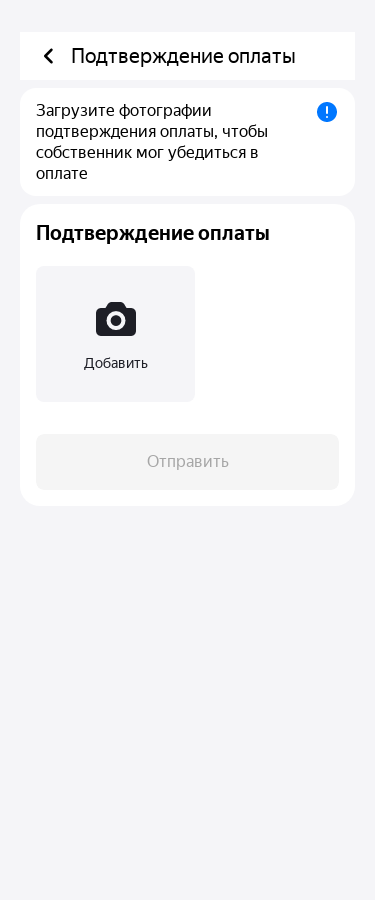 Подтверждение оплаты
Загрузите фотографии
подтверждения оплаты, чтобы
собственник мог убедиться в
оплате
Подтверждение оплаты
Добавить
Отправить